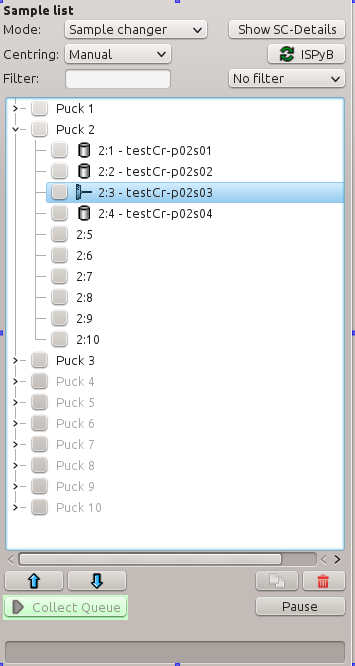 Sample list
Mode: Sample changer Show SC-Details
Centring: Manual ISPyB
Filter: No filter
Puck 1
Puck 2
2:1 - testCr-p02s01
2:2 - testCr-p02s02
2:3 - testCr-p02s03
2:4 - testCr-p02s04
2:5
2:6
2:7
2:8
2:9
2:10
Puck 3
Puck 4
Puck 5
Puck 6
Puck 7
Puck 8
Puck 9
Puck 10
Collect Queue Pause